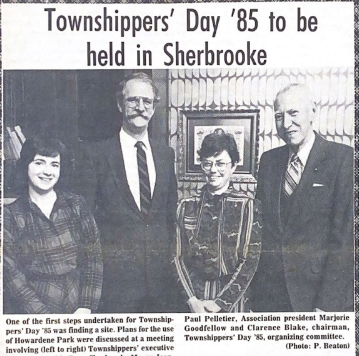 Townshippers' Day '85 to be
held in Sherbrooke
One of the first steps undertaken for Township-
pers' Day '85 was finding a site. Plans for the use
of Howardene Park were discussed at a meeting
involving (left to right) Townshippers' executive
Paul Pelletier, Association president Marjorie
Goodfellow and Clarence Blake, chairman,
Townshippers' Day '85, organizing committee.
(Photo: P. Beaton)